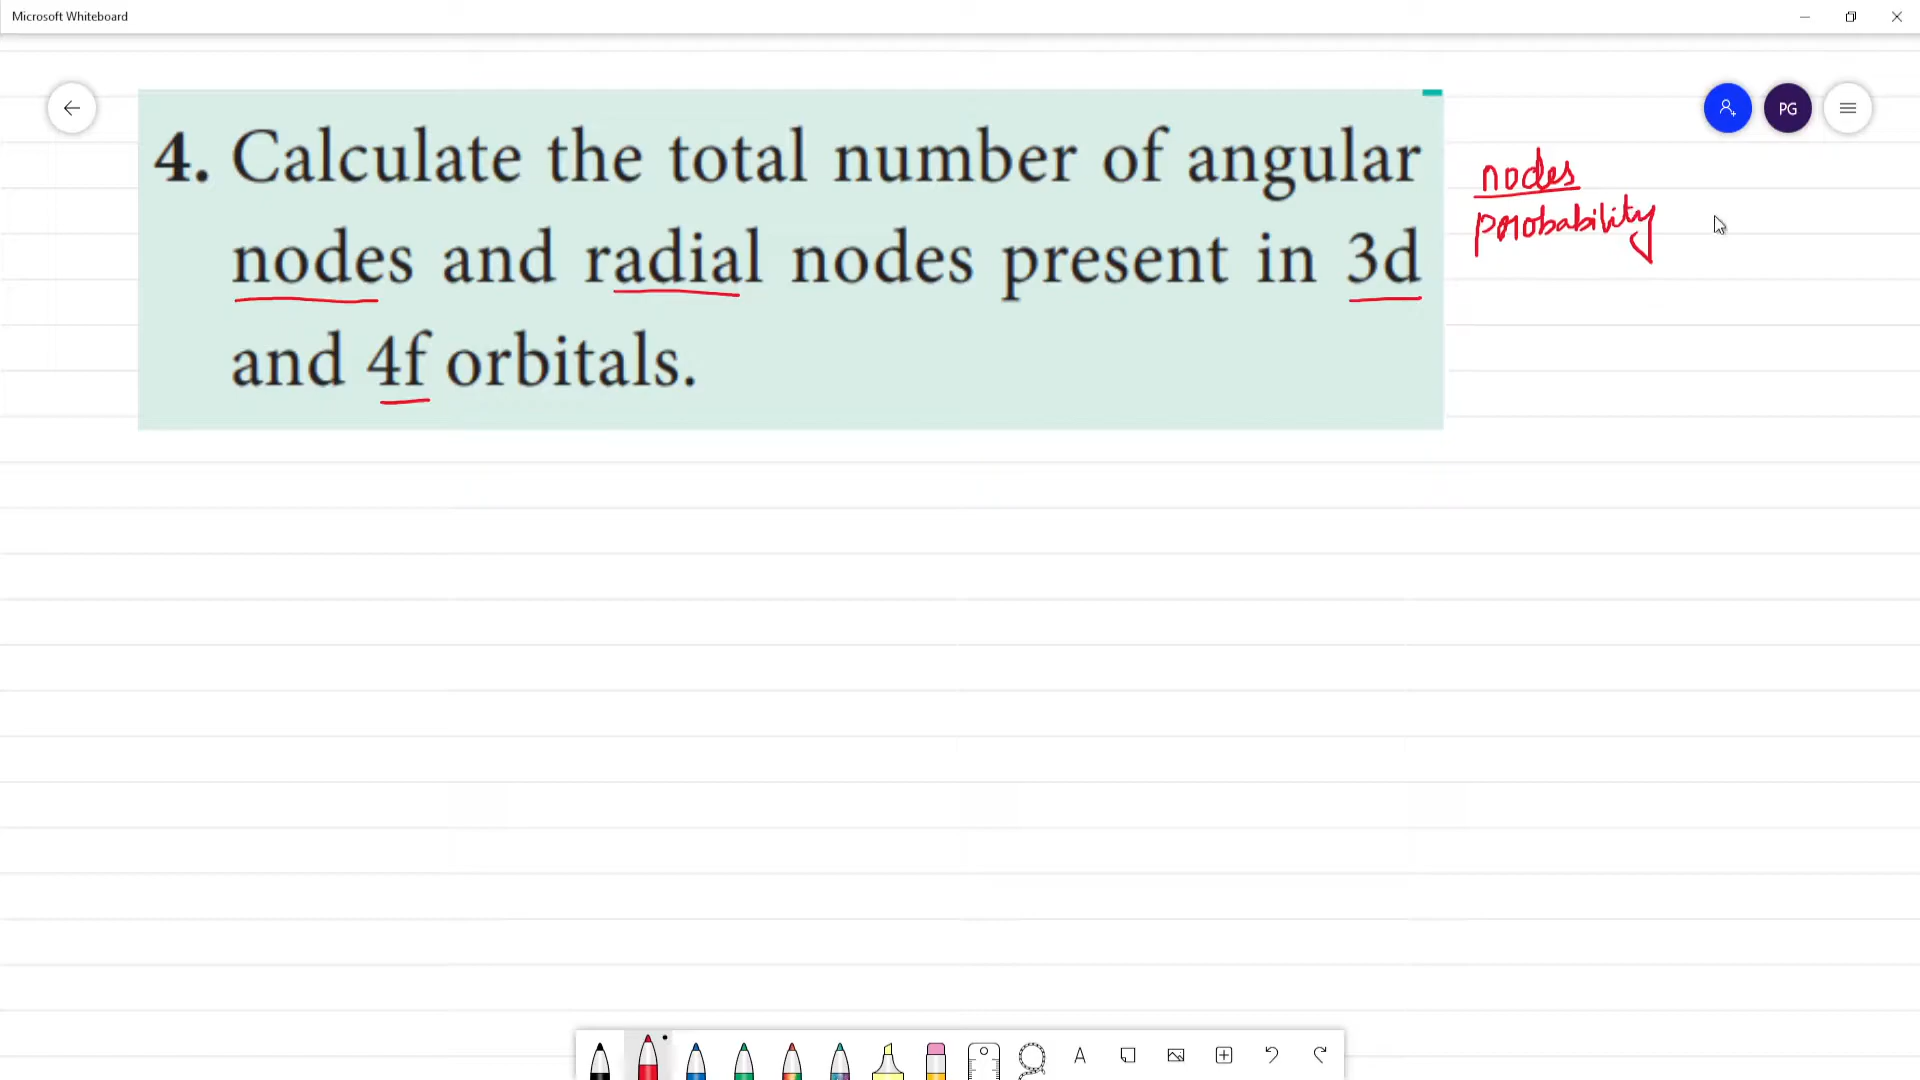 Microsoft Whiteboard
4. Calculate the total number of angular
nodes and radial nodes present in 3d
and 4f orbitals.
nodes
probability
PG
A